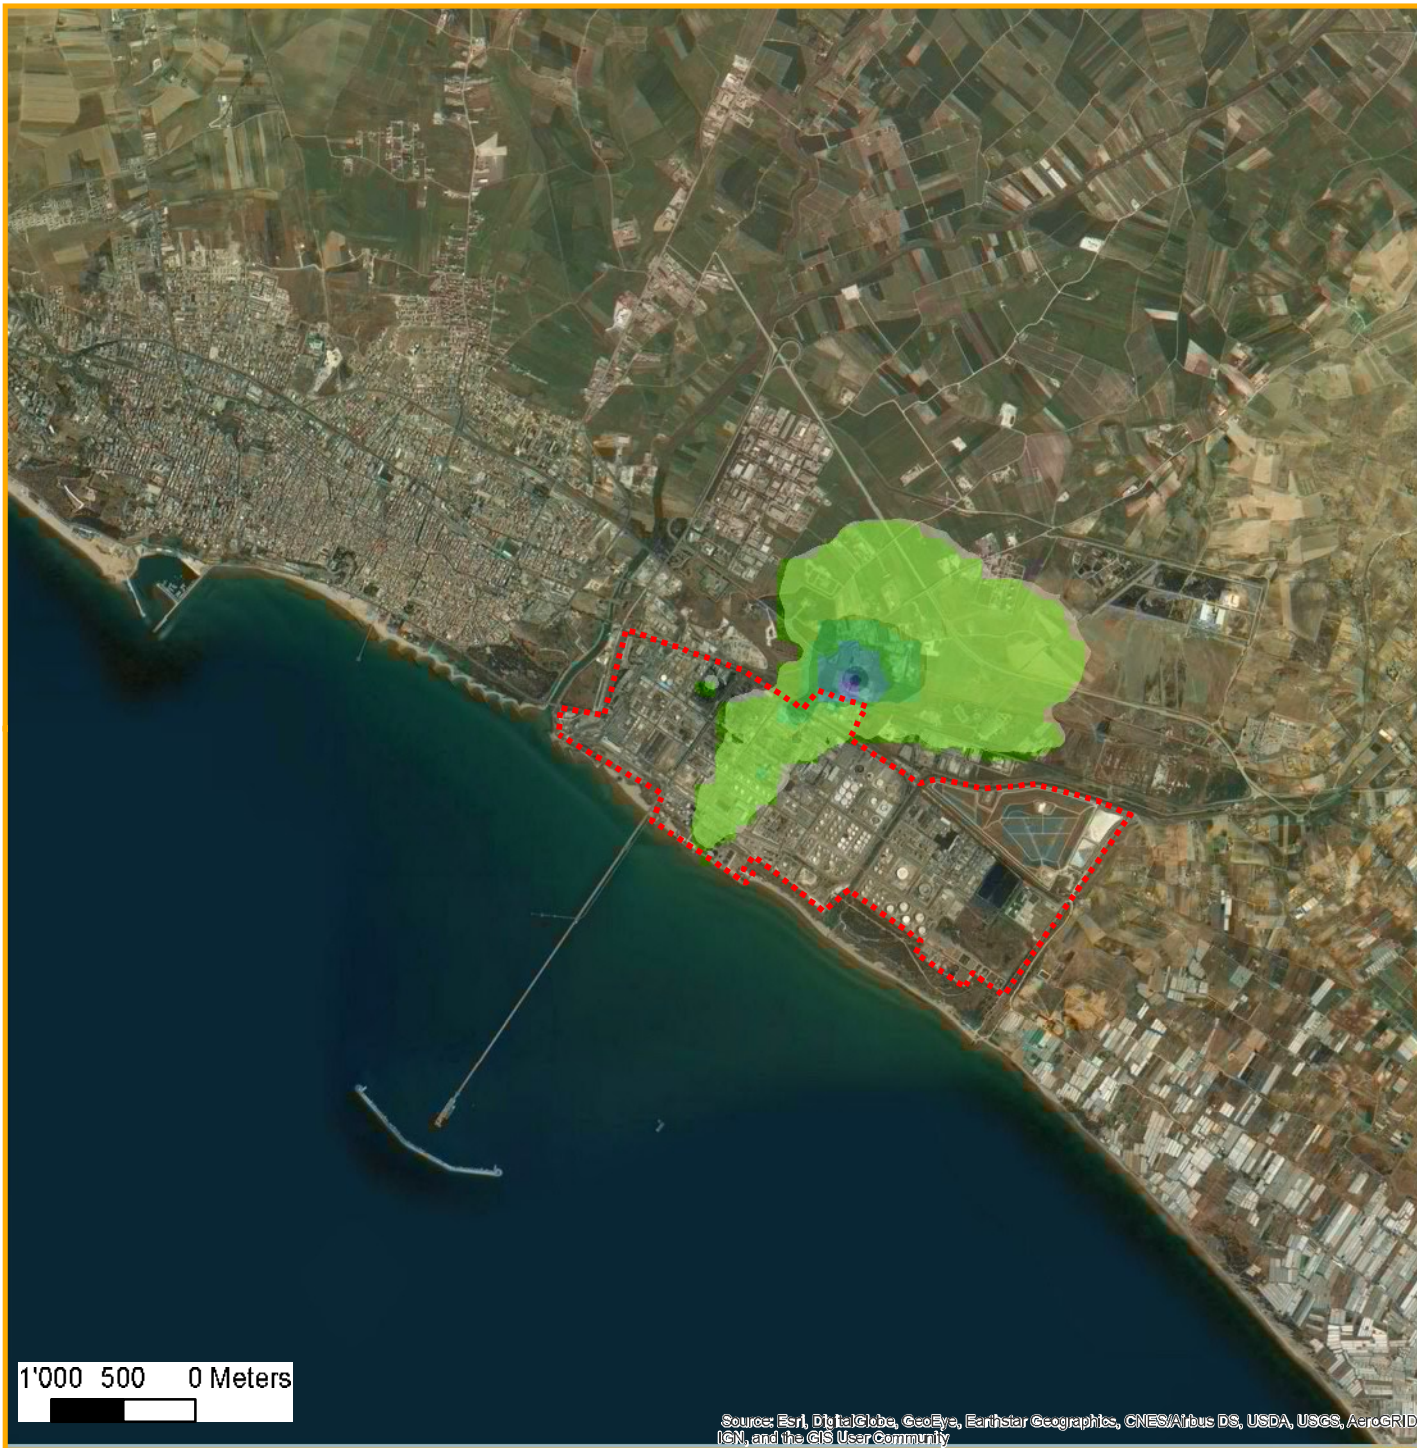 1'000 500 0 Meters
Source: Esri, DigitalGlobe, GeoEye, Earthstar Geographics, CNES/Airbus DS, USDA, USGS, AeroGRID
IGN, and the GIS User Community